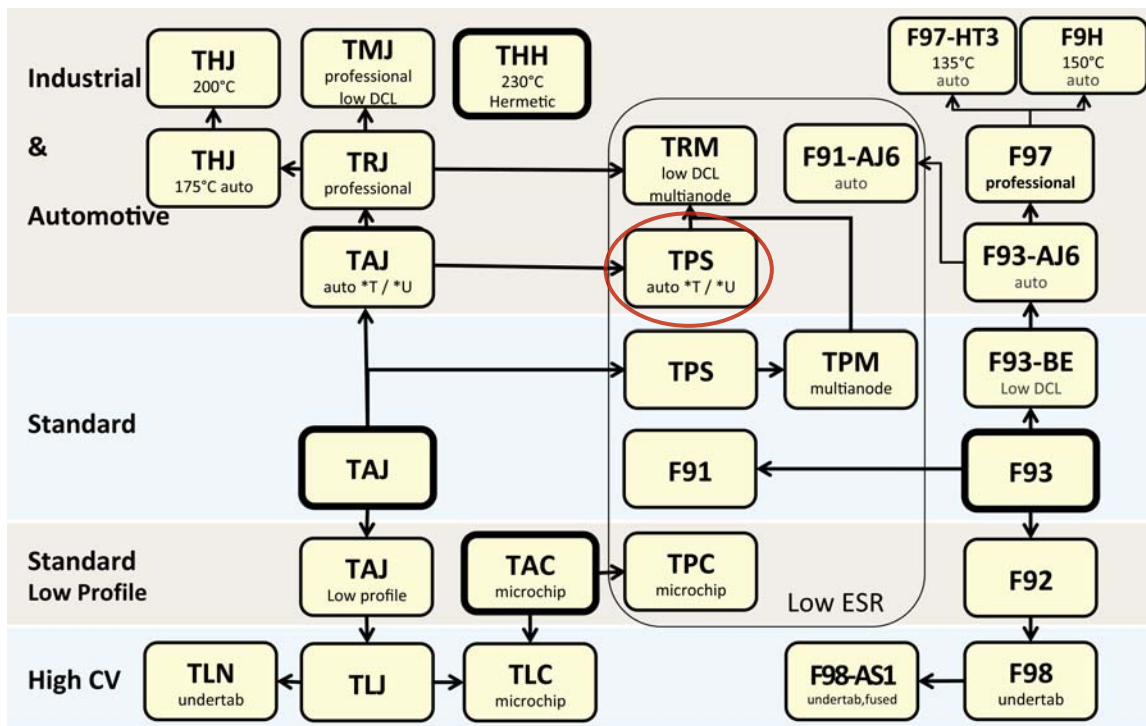 Industrial
&
Automotive
THJ
200°C
TMJ
professional
low DCL
THH
230°C
Hermetic
F97-HT3
135°C
auto
F9H
150°C
auto
THJ
175°C auto
TRJ
professional
TRM
low DCL
multianode
F91-AJ6
auto
F97
professional
TAJ
auto *T / *U
TPS
auto *T / *U
F93-AJ6
auto
Standard
TPS
TPM
multianode
F93-BE
Low DCL
TAJ
F91
F93
Standard
Low Profile
TAJ
Low profile
TAC
microchip
TPC
microchip
Low ESR
F92
High CV
TLN
undertab
TLJ
TLC
microchip
F98-AS1
undertab,fused
F98
undertab